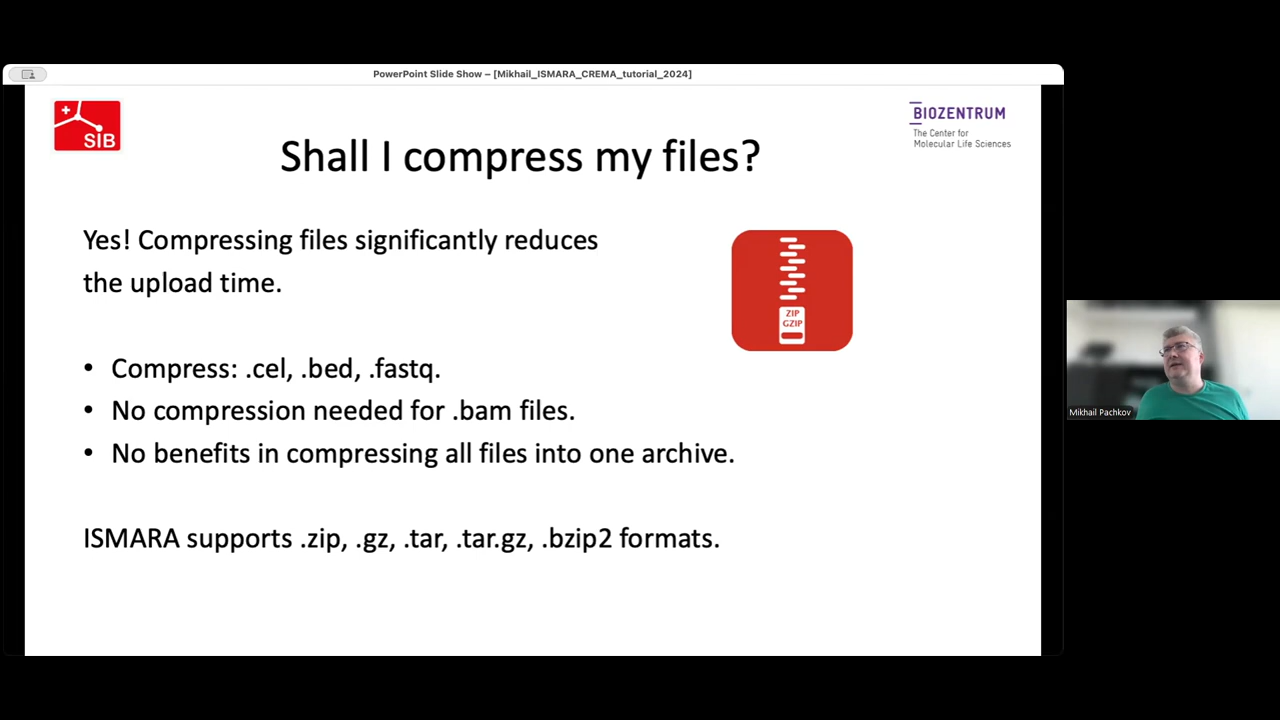 PowerPoint Slide Show – [Mikhail_ISMARA_CREMA_tutorial_2024]
SIB
BIOZENTRUM
The Center for
Molecular Life Sciences
Shall I compress my files?
Yes! Compressing files significantly reduces
the upload time.
ZIP
GZIP
• Compress: .cel, .bed, .fastq.
• No compression needed for .bam files.
• No benefits in compressing all files into one archive.
ISMARA supports .zip, .gz, .tar, .tar.gz, .bzip2 formats.
Mikhail Pachkov